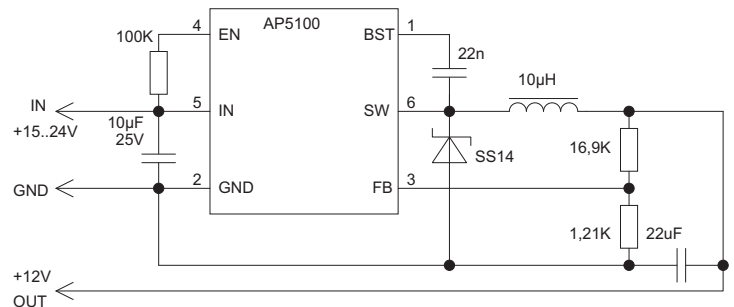 AP5100
4
EN
BST
1
100K
22n
10µH
IN
+15..24V
5
IN
SW
6
10µF
25V
SS14
16,9K
GND
2
GND
FB
3
1,21K
22uF
+12V
OUT